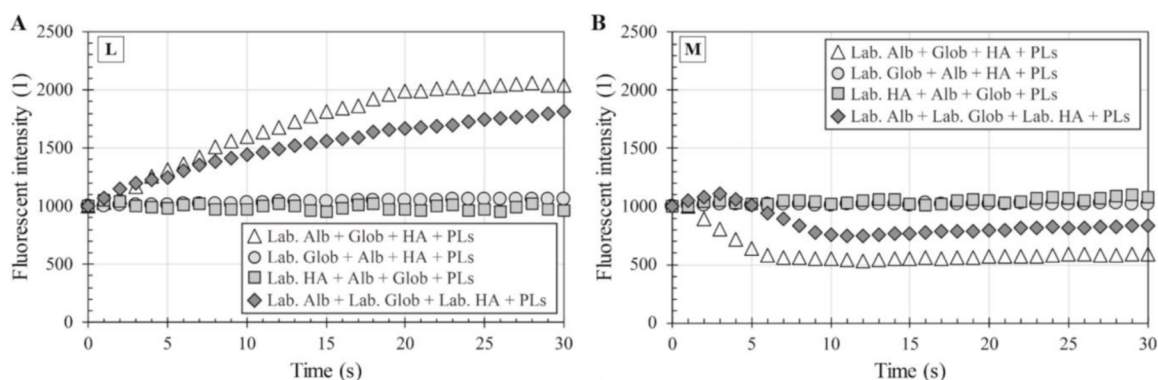 A
L
Fluorescent intensity (1)
2500
2000
1500
1000
500
0
Lab. Alb + Glob + HA + PLs
Lab. Glob + Alb + HA + PLs
Lab. HA + Alb + Glob + PLs
Lab. Alb + Lab. Glob + Lab. HA + PLs
0 5 10 15 20 25 30
Time (s)
B
M
Fluorescent intensity (1)
2500
2000
1500
1000
500
0
Lab. Alb + Glob + HA + PLs
Lab. Glob + Alb + HA + PLs
Lab. HA + Alb + Glob + PLs
Lab. Alb + Lab. Glob + Lab. HA + PLs
0 5 10 15 20 25 30
Time (s)